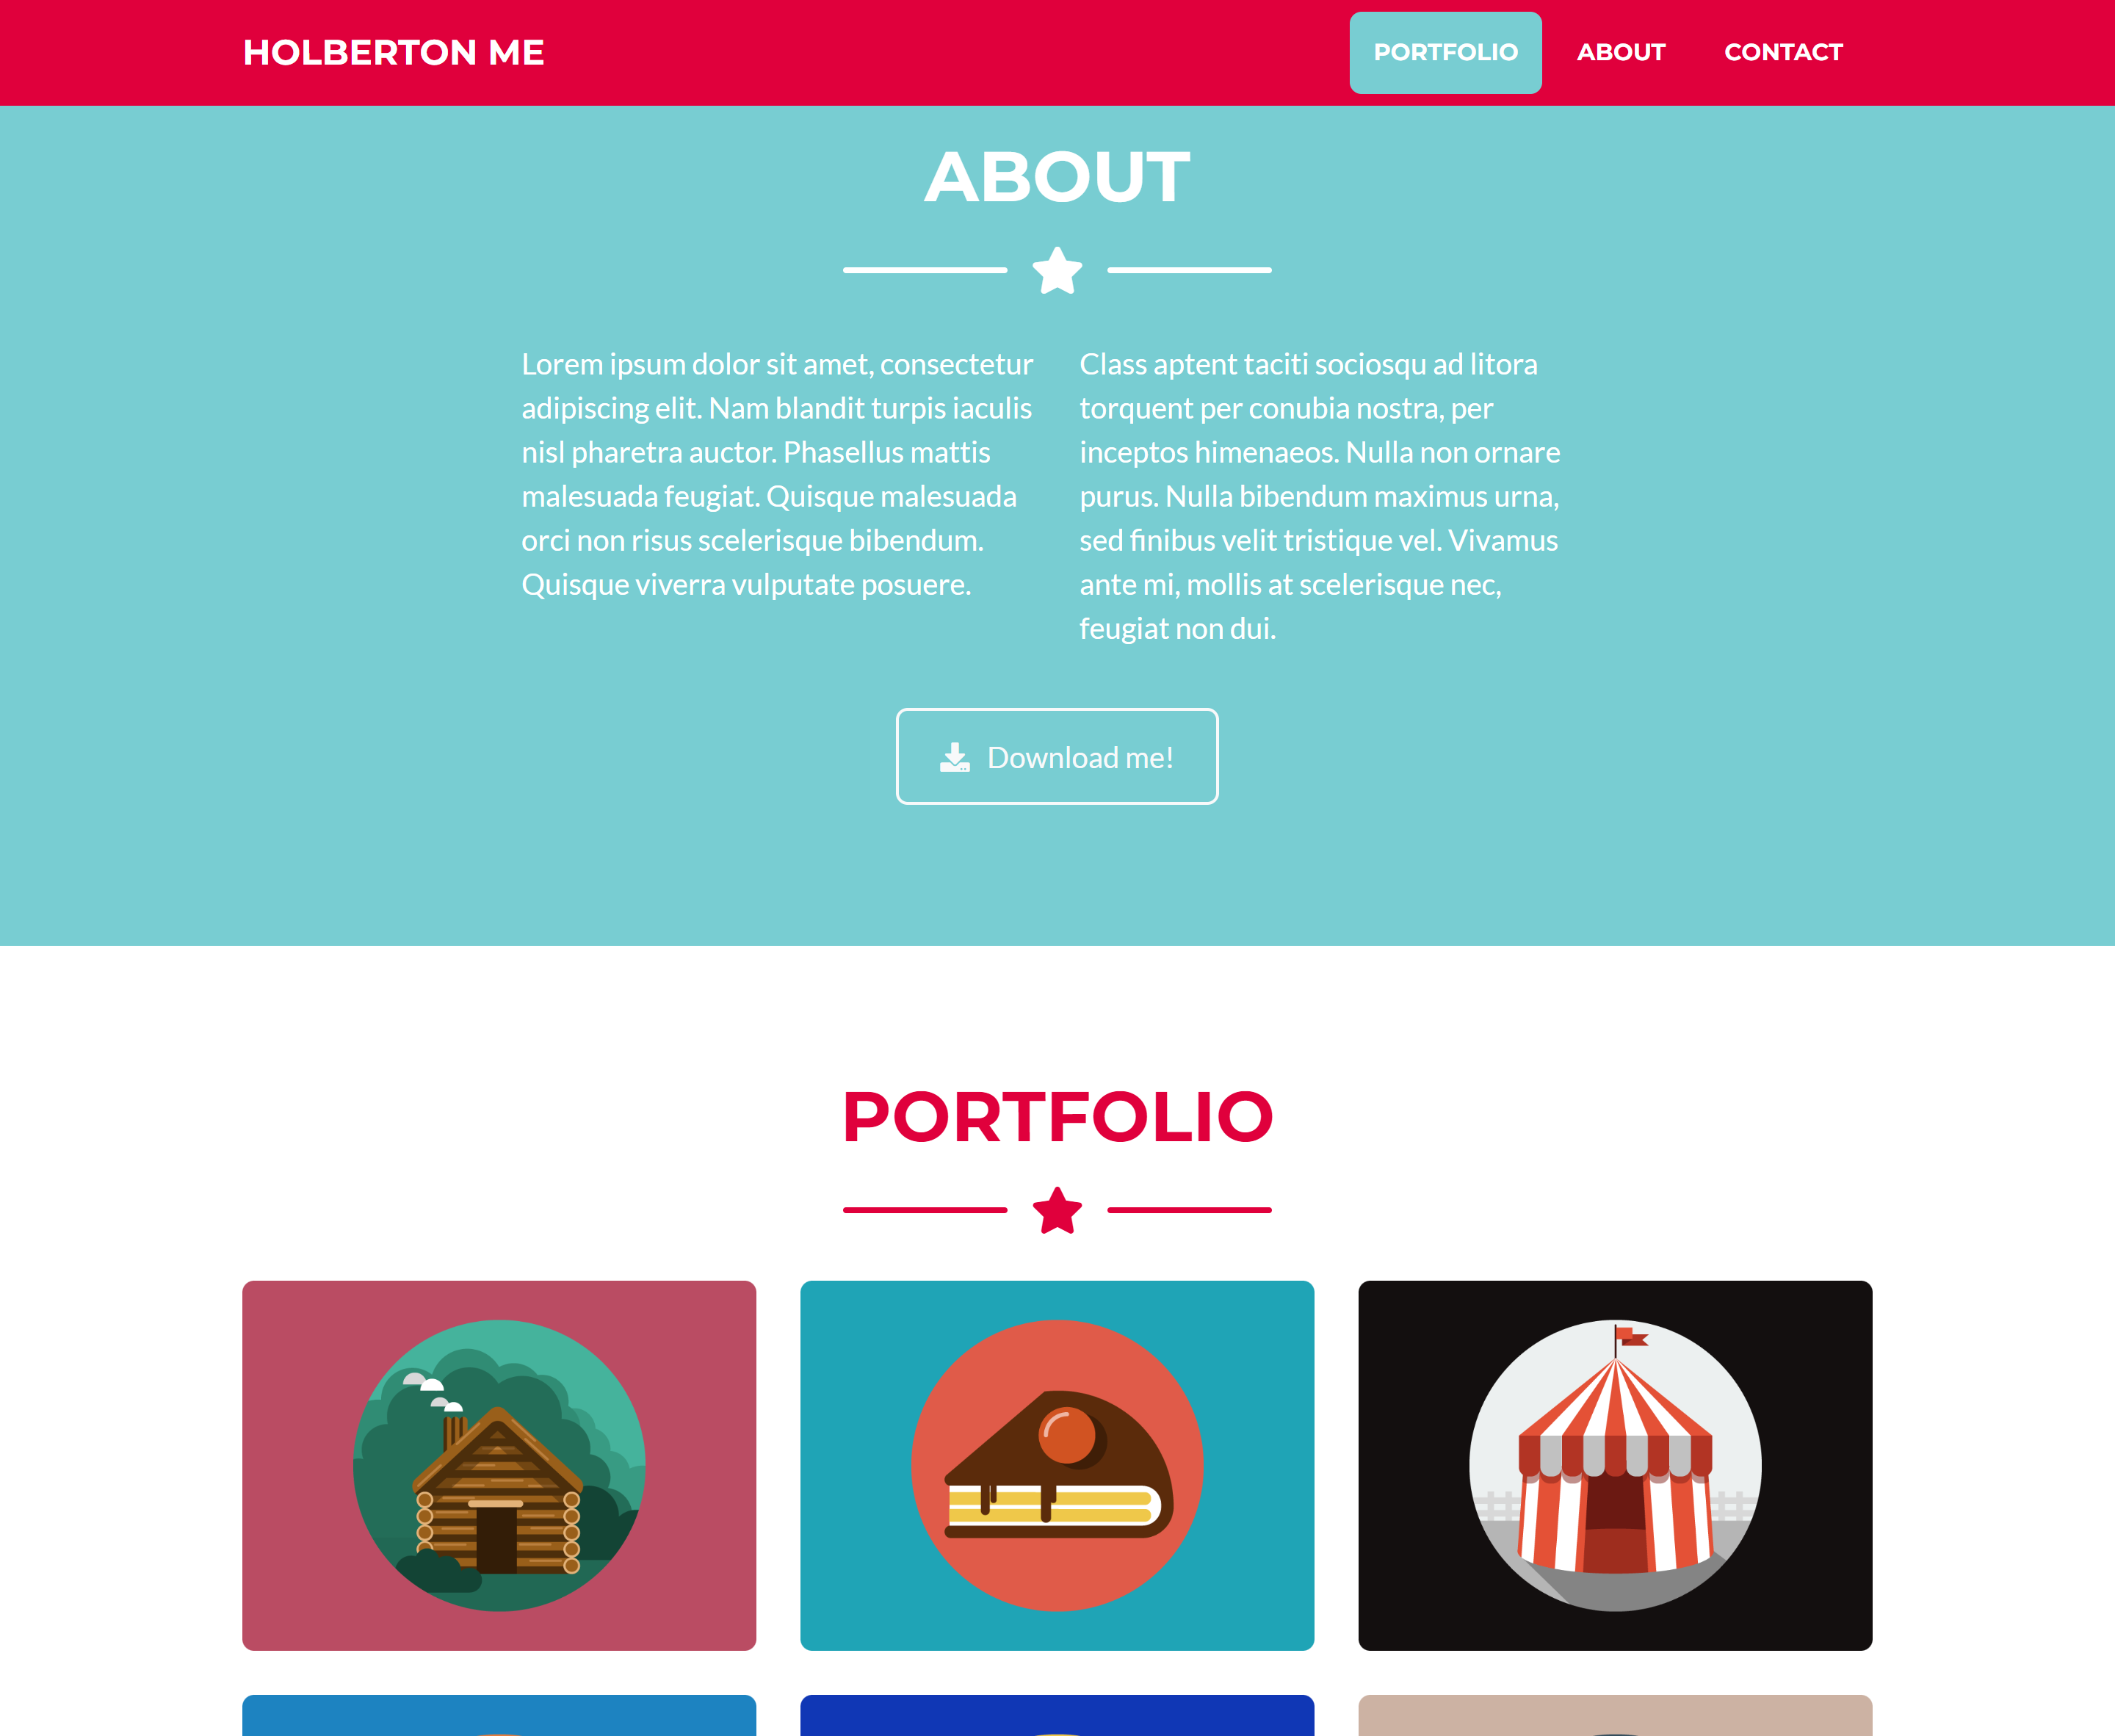 HOLBERTON ME
PORTFOLIO
ABOUT
CONTACT
ABOUT
Lorem ipsum dolor sit amet, consectetur
adipiscing elit. Nam blandit turpis iaculis
nisl pharetra auctor. Phasellus mattis
malesuada feugiat. Quisque malesuada
orci non risus scelerisque bibendum.
Quisque viverra vulputate posuere.
Class aptent taciti sociosqu ad litora
torquent per conubia nostra, per
inceptos himenaeos. Nulla non ornare
purus. Nulla bibendum maximus urna,
sed finibus velit tristique vel. Vivamus
ante mi, mollis at scelerisque nec,
feugiat non dui.
Download me!
PORTFOLIO